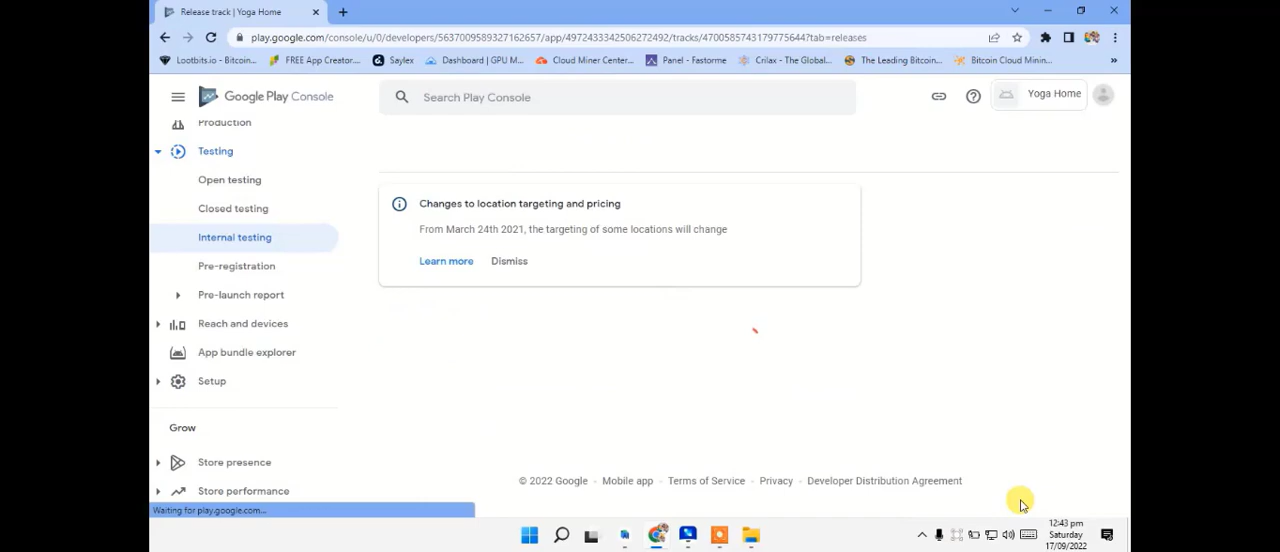 Release track | Yoga Home
play.google.com/console/u/0/developers/5637009589327162657/app/4972433342506272492/tracks/4700585743179775644?tab=releases
Lootbits.io - Bitcoin... FREE App Creator... Saylex Dashboard | GPU M... Cloud Miner Center... Panel - Fastorme Crilax - The Global... The Leading Bitcoin... Bitcoin Cloud Minin... »
Google Play Console
Search Play Console
Yoga Home
Production
Testing
Open testing
Closed testing
Internal testing
Pre-registration
Pre-launch report
Reach and devices
App bundle explorer
Setup
Grow
Store presence
Store performance
Changes to location targeting and pricing
From March 24th 2021, the targeting of some locations will change
Learn more Dismiss
© 2022 Google · Mobile app · Terms of Service · Privacy · Developer Distribution Agreement
Waiting for play.google.com...
12:43 pm
Saturday
17/09/2022